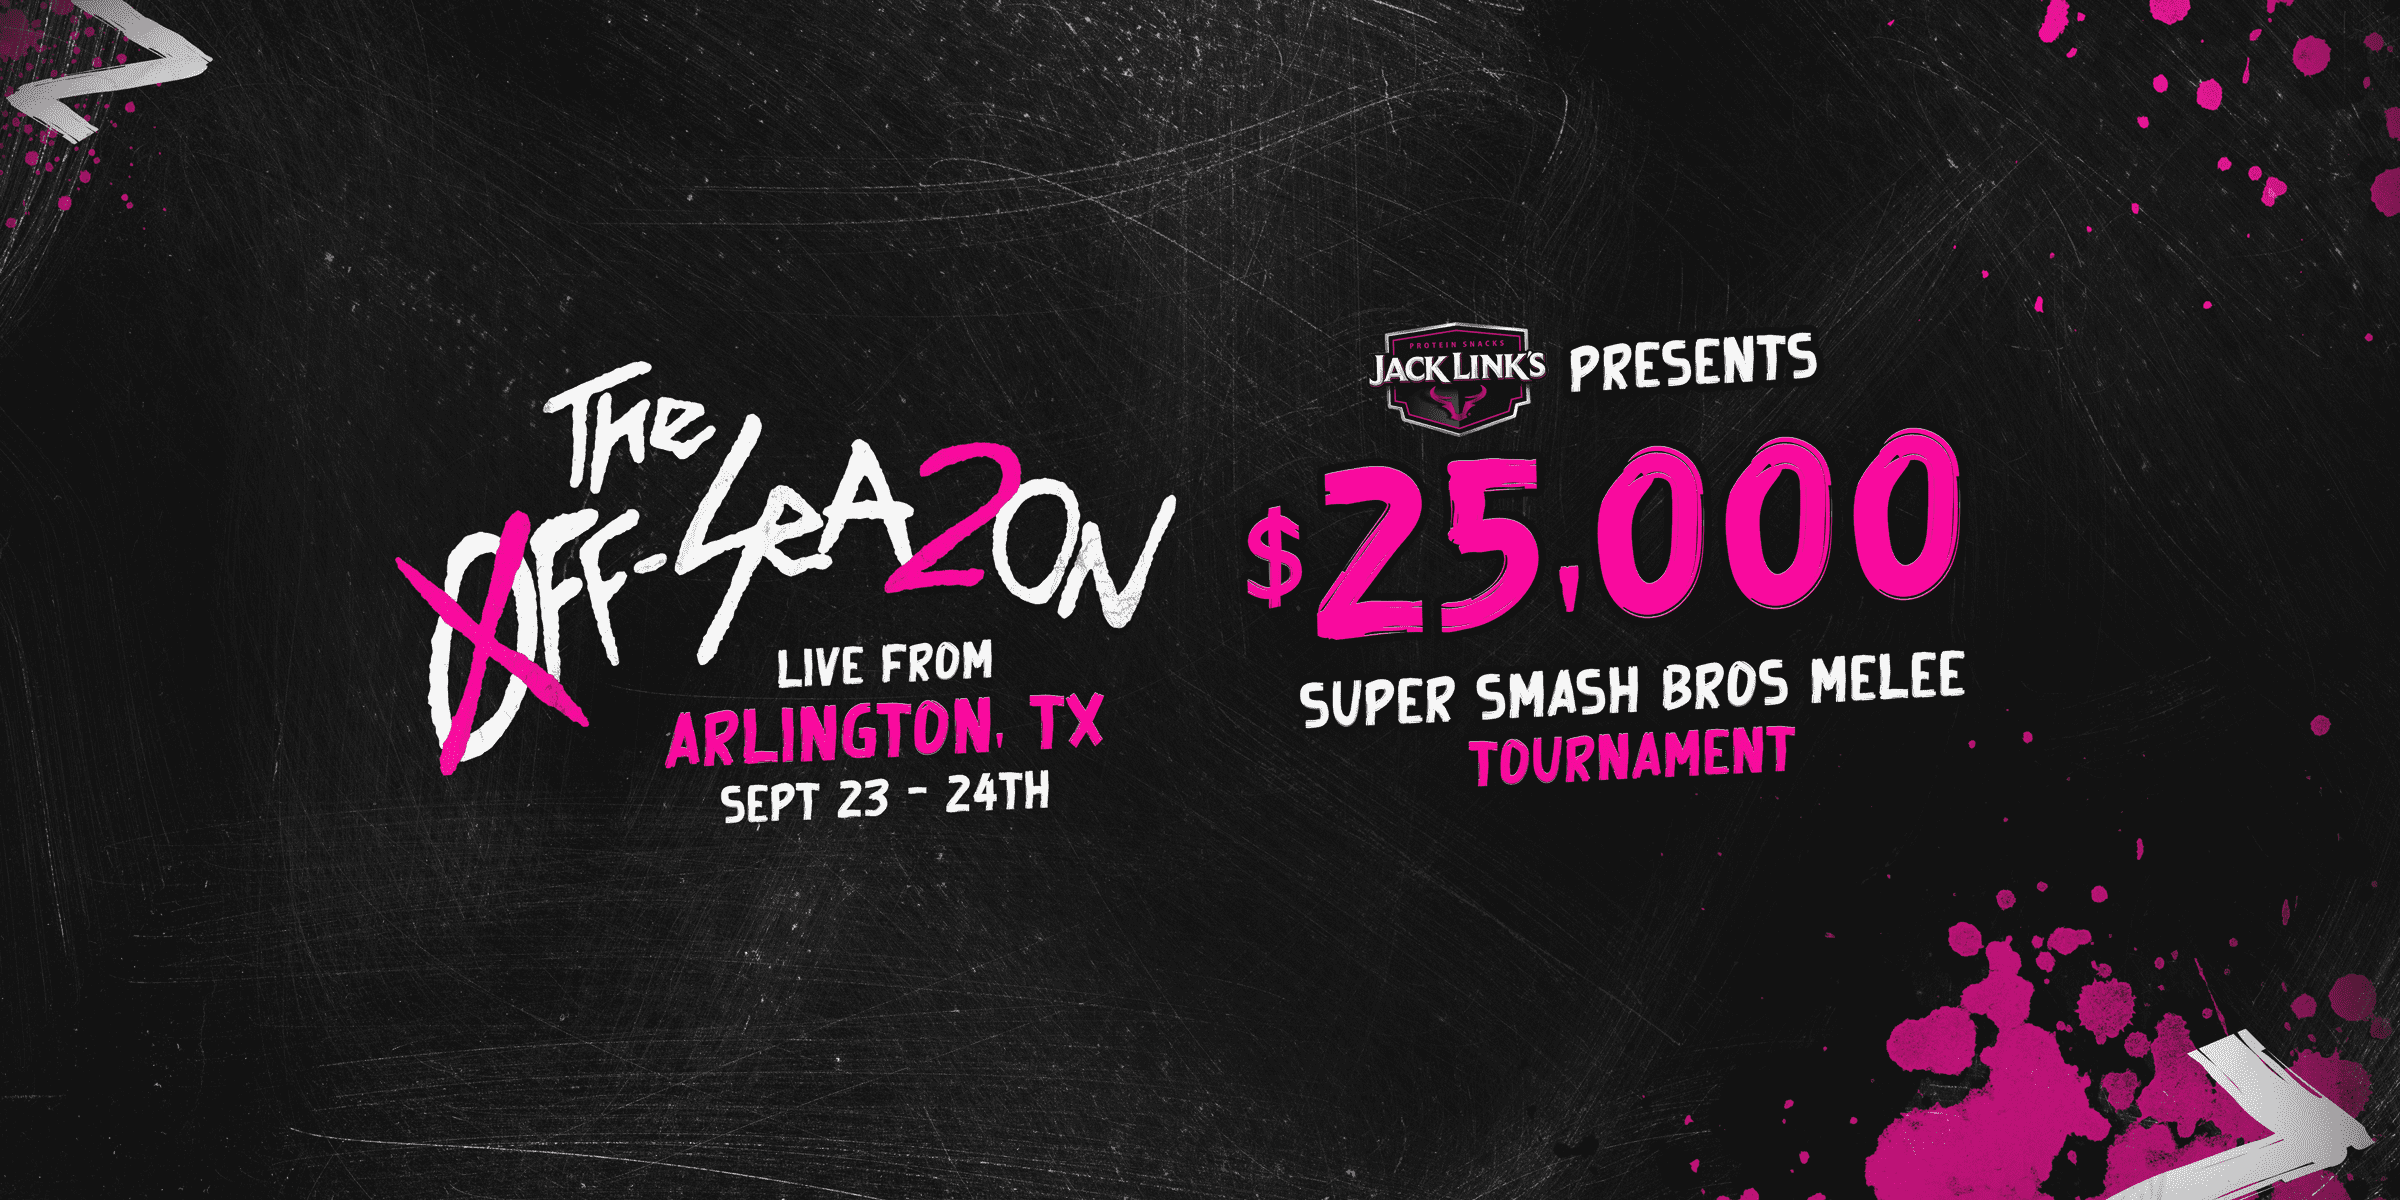 The
Off-SeA2ON
LIVE FROM
ARLINGTON, TX
SEPT 23 - 24TH
PROTEIN SNACKS
JACK LINK'S
PRESENTS
$25,000
SUPER SMASH BROS MELEE
TOURNAMENT